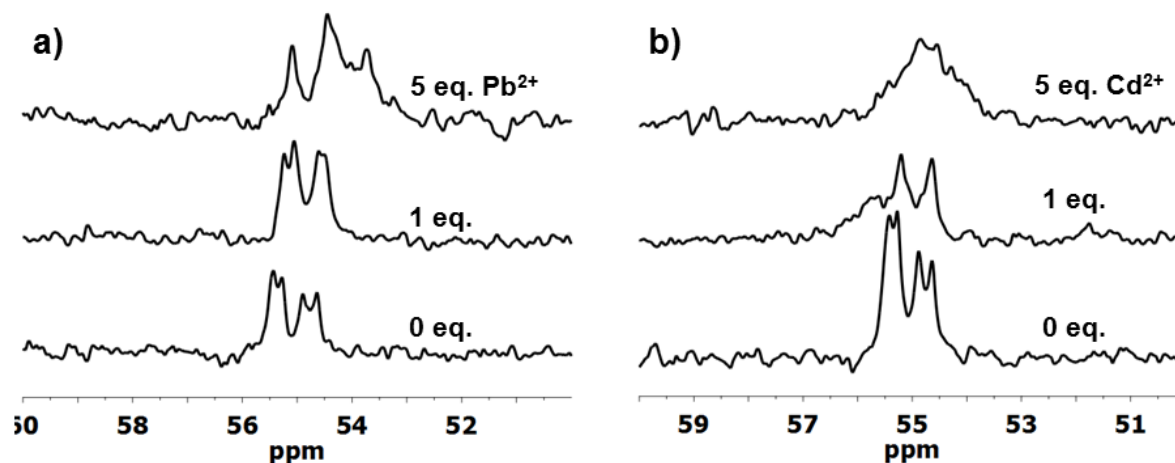 a)
5 eq. Pb²⁺
1 eq.
0 eq.
60 58 56 54 52
ppm
b)
5 eq. Cd²⁺
1 eq.
0 eq.
59 57 55 53 51
ppm